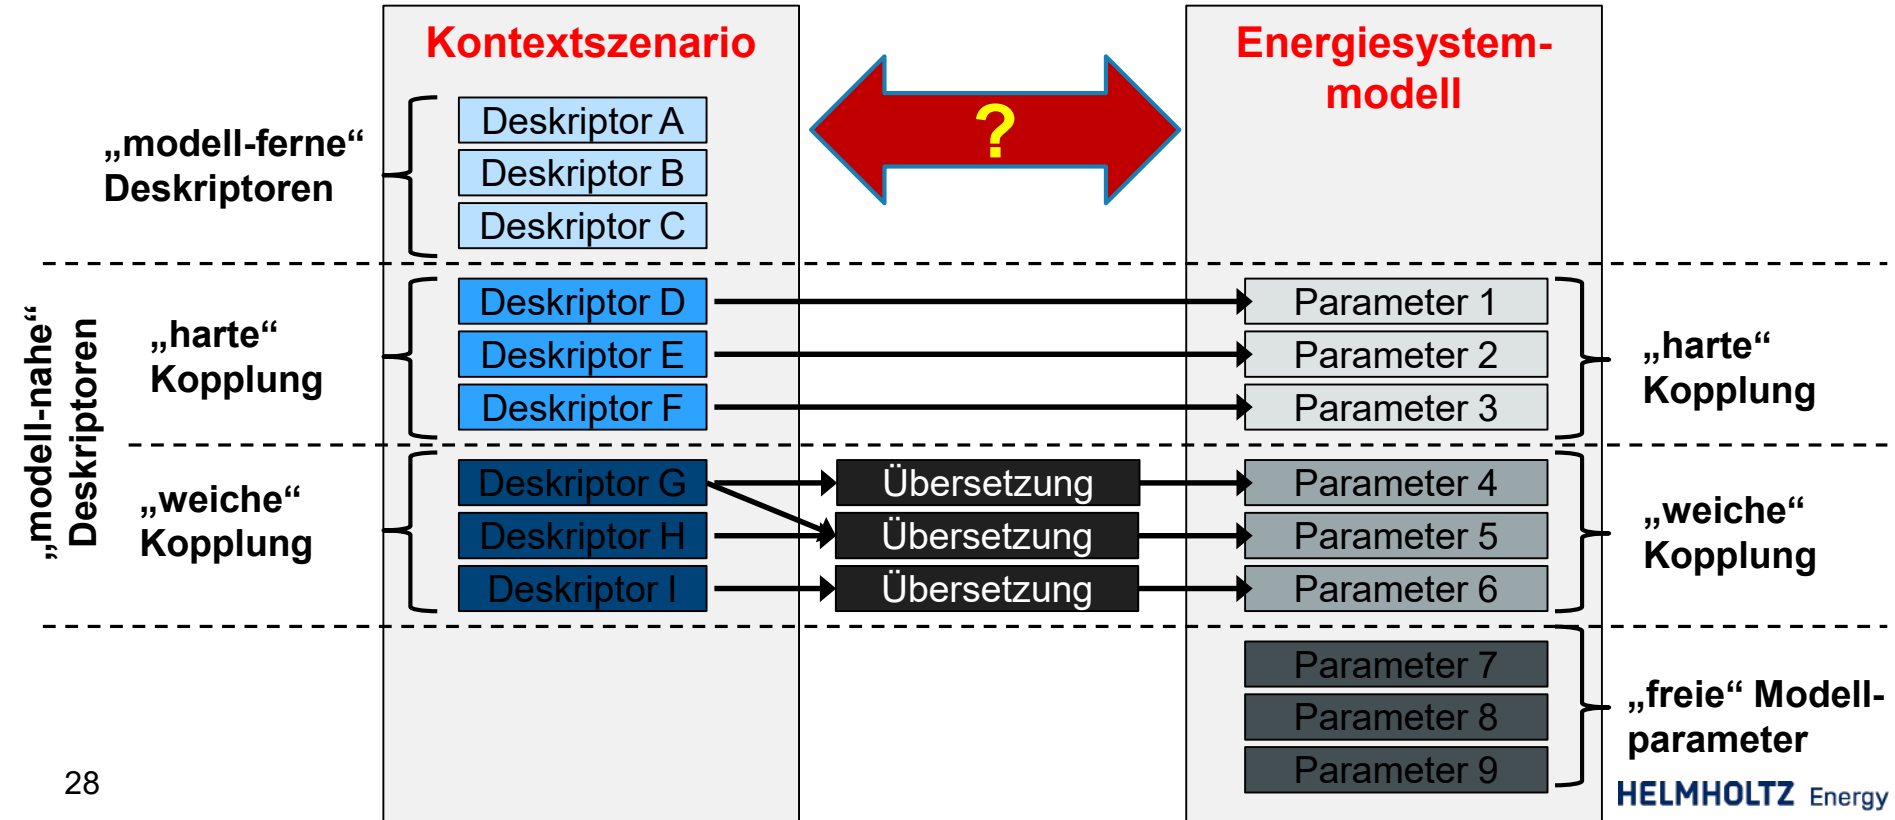 Kontextszenario
Energiesystem-
modell
?
„modell-ferne“
Deskriptoren
Deskriptor A
Deskriptor B
Deskriptor C
„modell-nahe“
Deskriptoren
„harte“
Kopplung
Deskriptor D
Deskriptor E
Deskriptor F
Parameter 1
Parameter 2
Parameter 3
„harte“
Kopplung
„weiche“
Kopplung
Deskriptor G
Deskriptor H
Deskriptor I
Übersetzung
Übersetzung
Übersetzung
Parameter 4
Parameter 5
Parameter 6
„weiche“
Kopplung
Parameter 7
Parameter 8
Parameter 9
„freie“ Modell-
parameter
28
HELMHOLTZ Energy